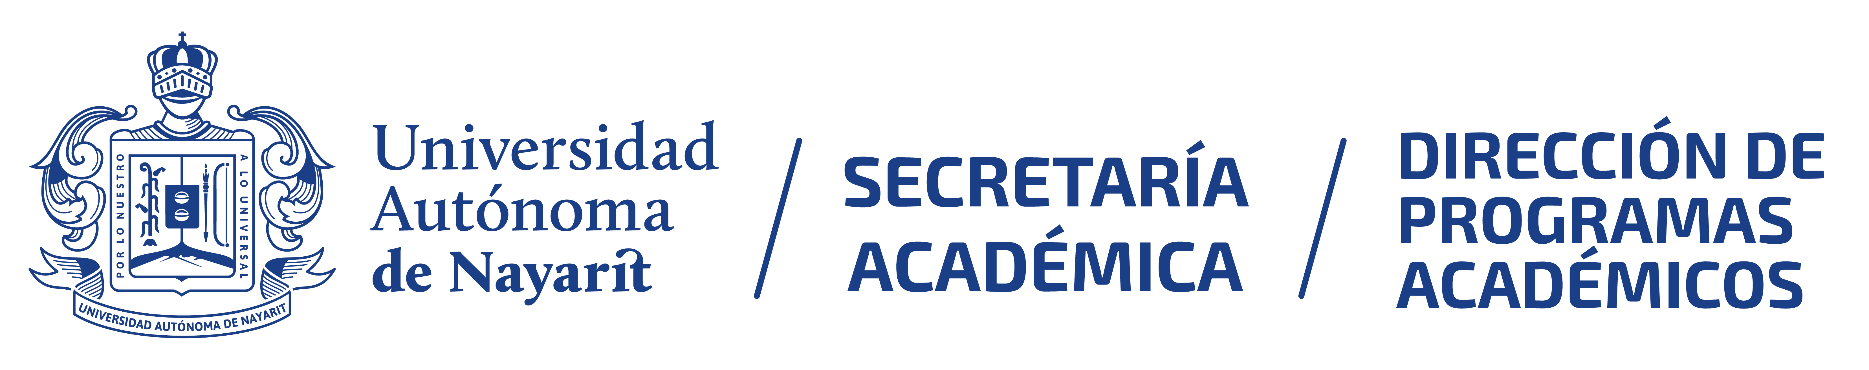 POR LO NUESTRO
A LO UNIVERSAL
UNIVERSIDAD AUTÓNOMA DE NAYARIT
Universidad
Autónoma
de Nayarit
SECRETARÍA
ACADÉMICA
DIRECCIÓN DE
PROGRAMAS
ACADÉMICOS